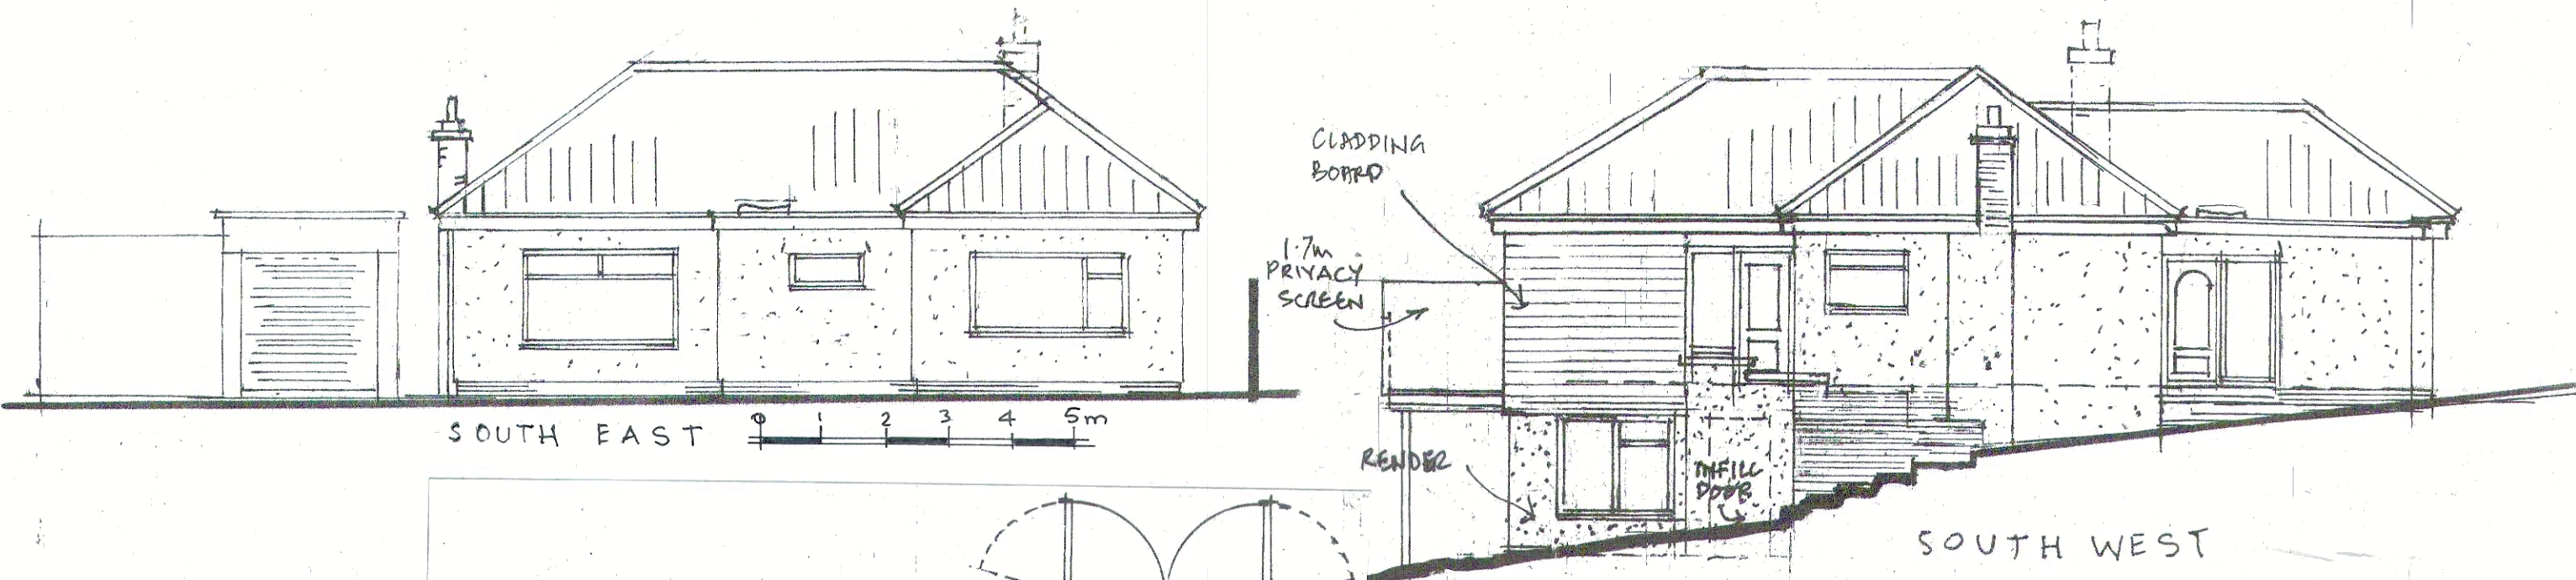 CLADDING
BOARD
1·7m
PRIVACY
SCREEN
SOUTH EAST
0 1 2 3 4 5m
RENDER
INFILL
DOOR
SOUTH WEST